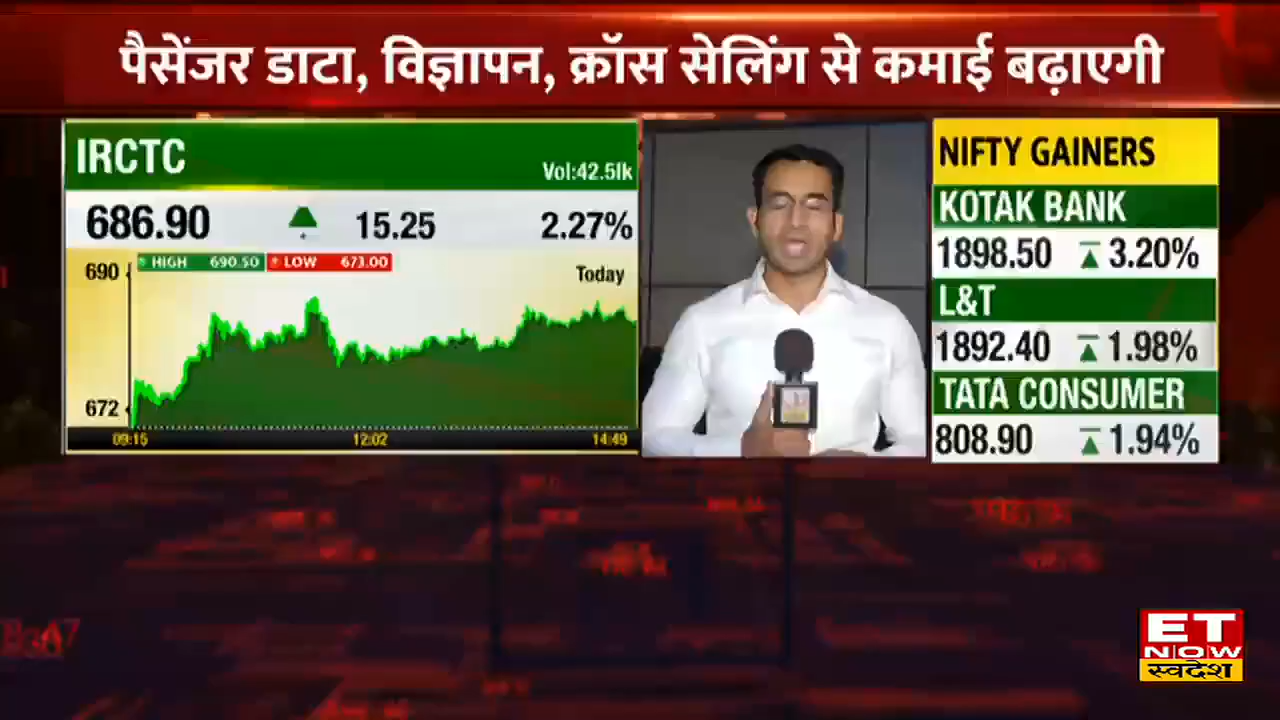 पैसेंजर डाटा, विज्ञापन, क्रॉस सेलिंग से कमाई बढ़ाएगी
IRCTC
Vol:42.5lk
686.90 15.25 2.27%
HIGH 690.50 LOW 673.00
Today
690
672
09:15 12:02 14:49
NIFTY GAINERS
KOTAK BANK
1898.50 3.20%
L&T
1892.40 1.98%
TATA CONSUMER
808.90 1.94%
ET
NOW
स्वदेश